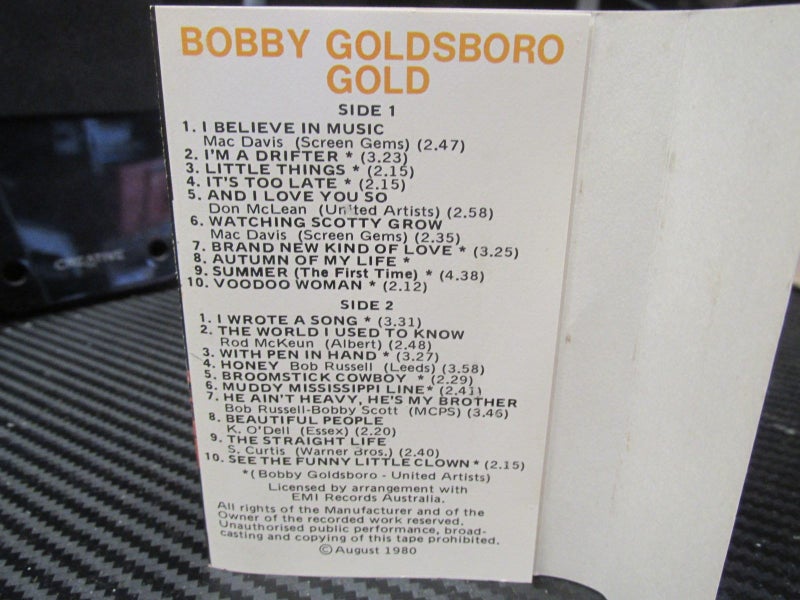 BOBBY GOLDSBORO
GOLD
SIDE 1
1. I BELIEVE IN MUSIC
Mac Davis (Screen Gems) (2.47)
2. I'M A DRIFTER * (3.23)
3. LITTLE THINGS * (2.15)
4. IT'S TOO LATE * (2.15)
5. AND I LOVE YOU SO
Don McLean (United Artists) (2.58)
6. WATCHING SCOTTY GROW
Mac Davis (Screen Gems) (2.35)
7. BRAND NEW KIND OF LOVE * (3.25)
8. AUTUMN OF MY LIFE *
9. SUMMER (The First Time) * (4.38)
10. VOODOO WOMAN * (2.12)
SIDE 2
1. I WROTE A SONG * (3.31)
2. THE WORLD I USED TO KNOW
Rod McKeun (Albert) (2.48)
3. WITH PEN IN HAND * (3.27)
4. HONEY Bob Russell (Leeds) (3.58)
5. BROOMSTICK COWBOY * (2.29)
6. MUDDY MISSISSIPPI LINE * (2.41)
7. HE AIN'T HEAVY, HE'S MY BROTHER
Bob Russell-Bobby Scott (MCPS) (3.46)
8. BEAUTIFUL PEOPLE
K. O'Dell (Essex) (2.20)
9. THE STRAIGHT LIFE
S. Curtis (Warner Bros.) (2.40)
10. SEE THE FUNNY LITTLE CLOWN * (2.15)
*(Bobby Goldsboro - United Artists)
Licensed by arrangement with
EMI Records Australia.
All rights of the Manufacturer and of the
Owner of the recorded work reserved.
Unauthorised public performance, broad-
casting and copying of this tape prohibited.
© August 1980
CREATIVE